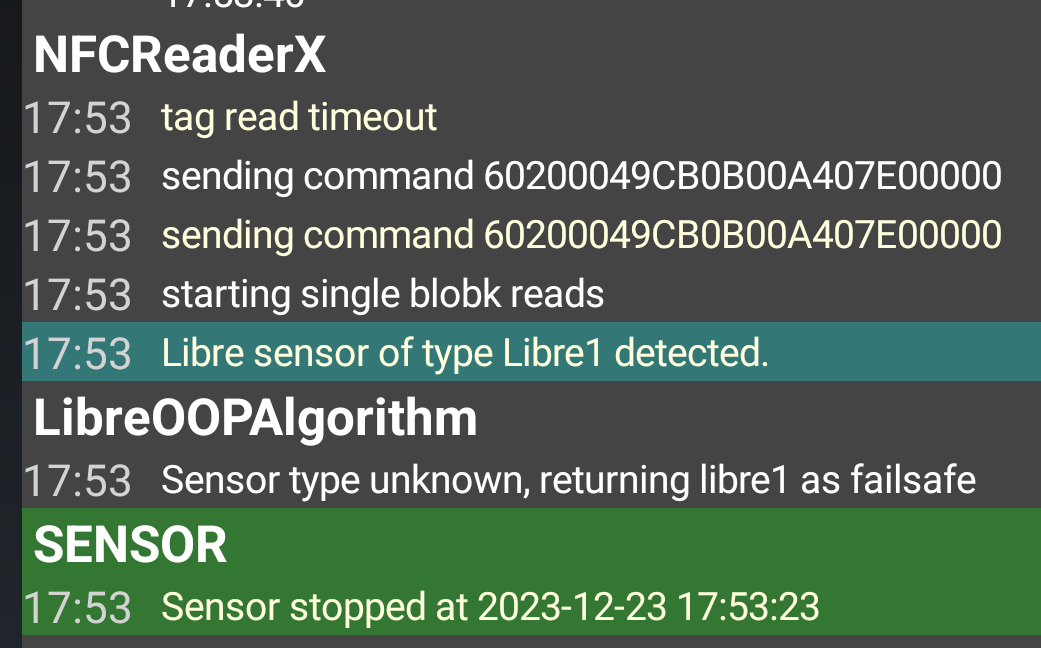 NFCReaderX
17:53 tag read timeout
17:53 sending command 60200049CB0B00A407E00000
17:53 sending command 60200049CB0B00A407E00000
17:53 starting single blobk reads
17:53 Libre sensor of type Libre1 detected.
LibreOOPAlgorithm
17:53 Sensor type unknown, returning libre1 as failsafe
SENSOR
17:53 Sensor stopped at 2023-12-23 17:53:23